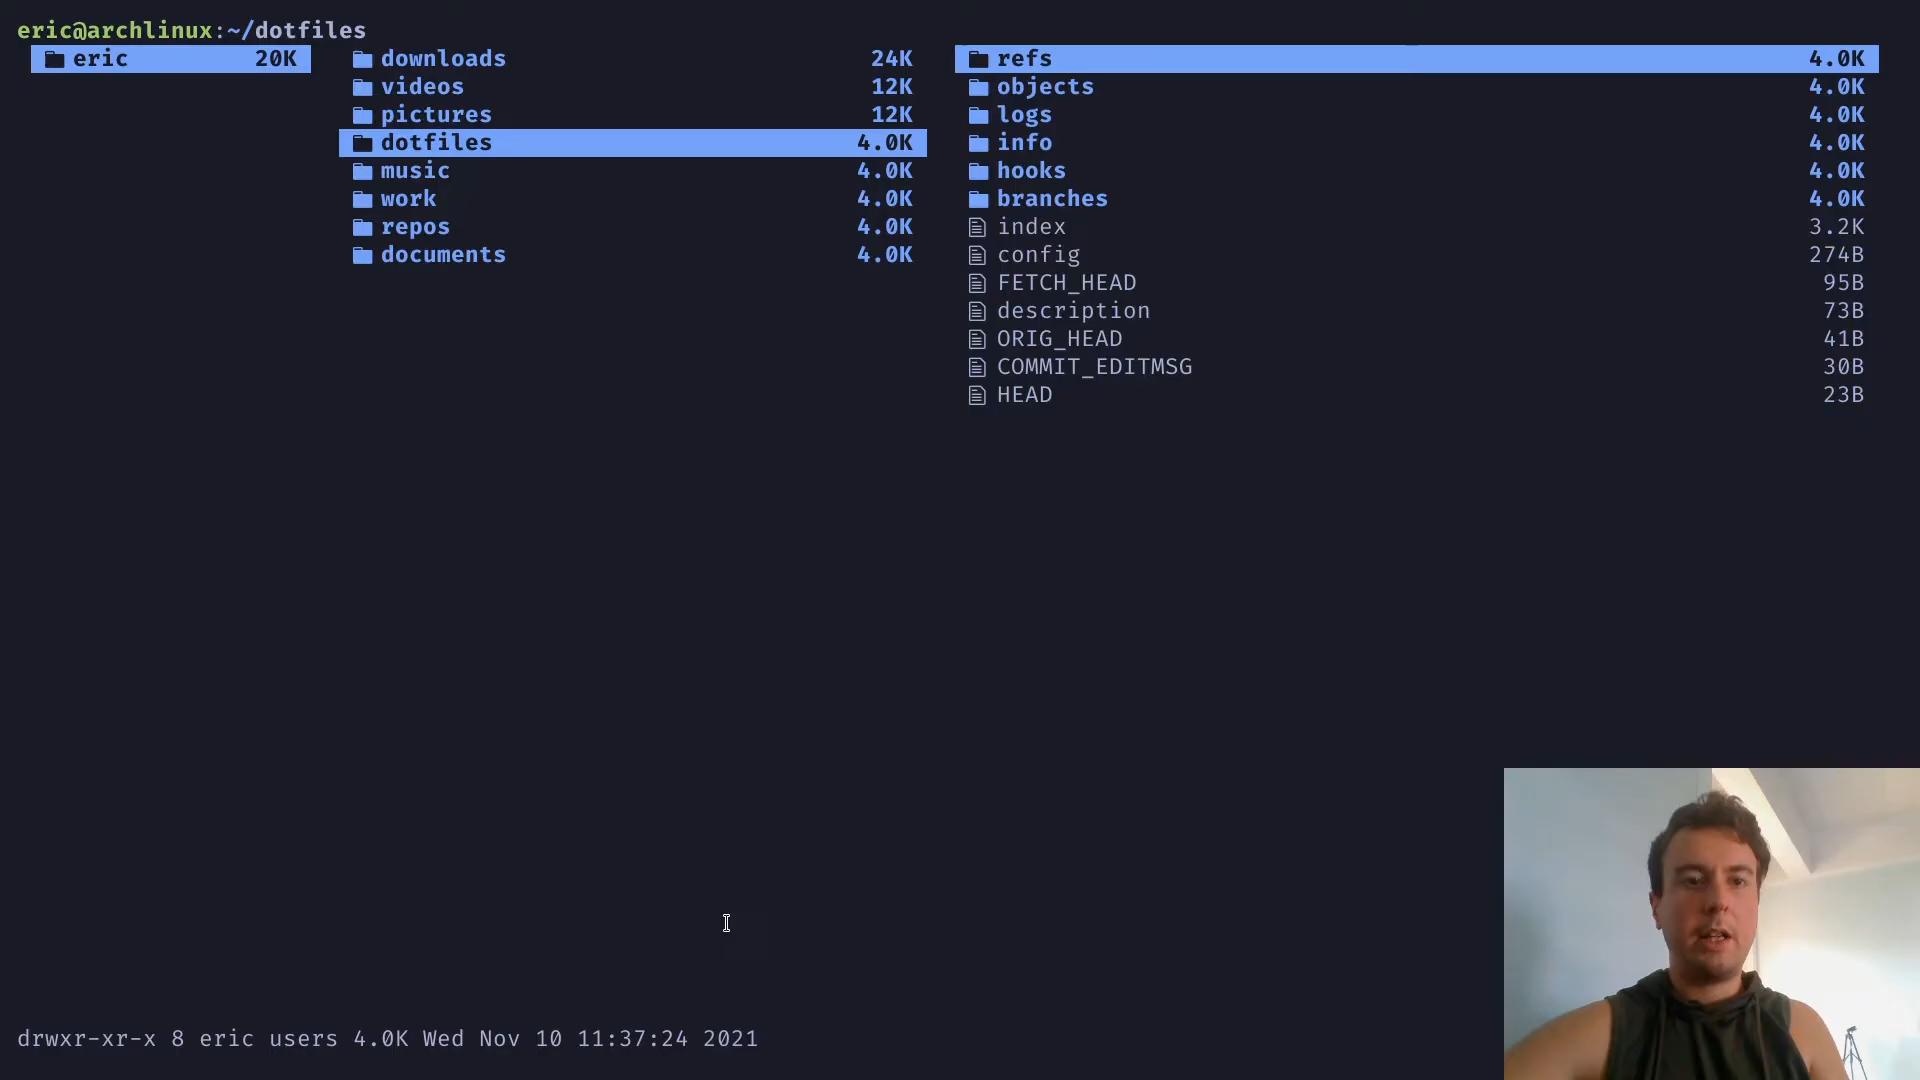 eric@archlinux:~/dotfiles
eric 20K
downloads 24K
videos 12K
pictures 12K
dotfiles 4.0K
music 4.0K
work 4.0K
repos 4.0K
documents 4.0K
refs 4.0K
objects 4.0K
logs 4.0K
info 4.0K
hooks 4.0K
branches 4.0K
index 3.2K
config 274B
FETCH_HEAD 95B
description 73B
ORIG_HEAD 41B
COMMIT_EDITMSG 30B
HEAD 23B
drwxr-xr-x 8 eric users 4.0K Wed Nov 10 11:37:24 2021